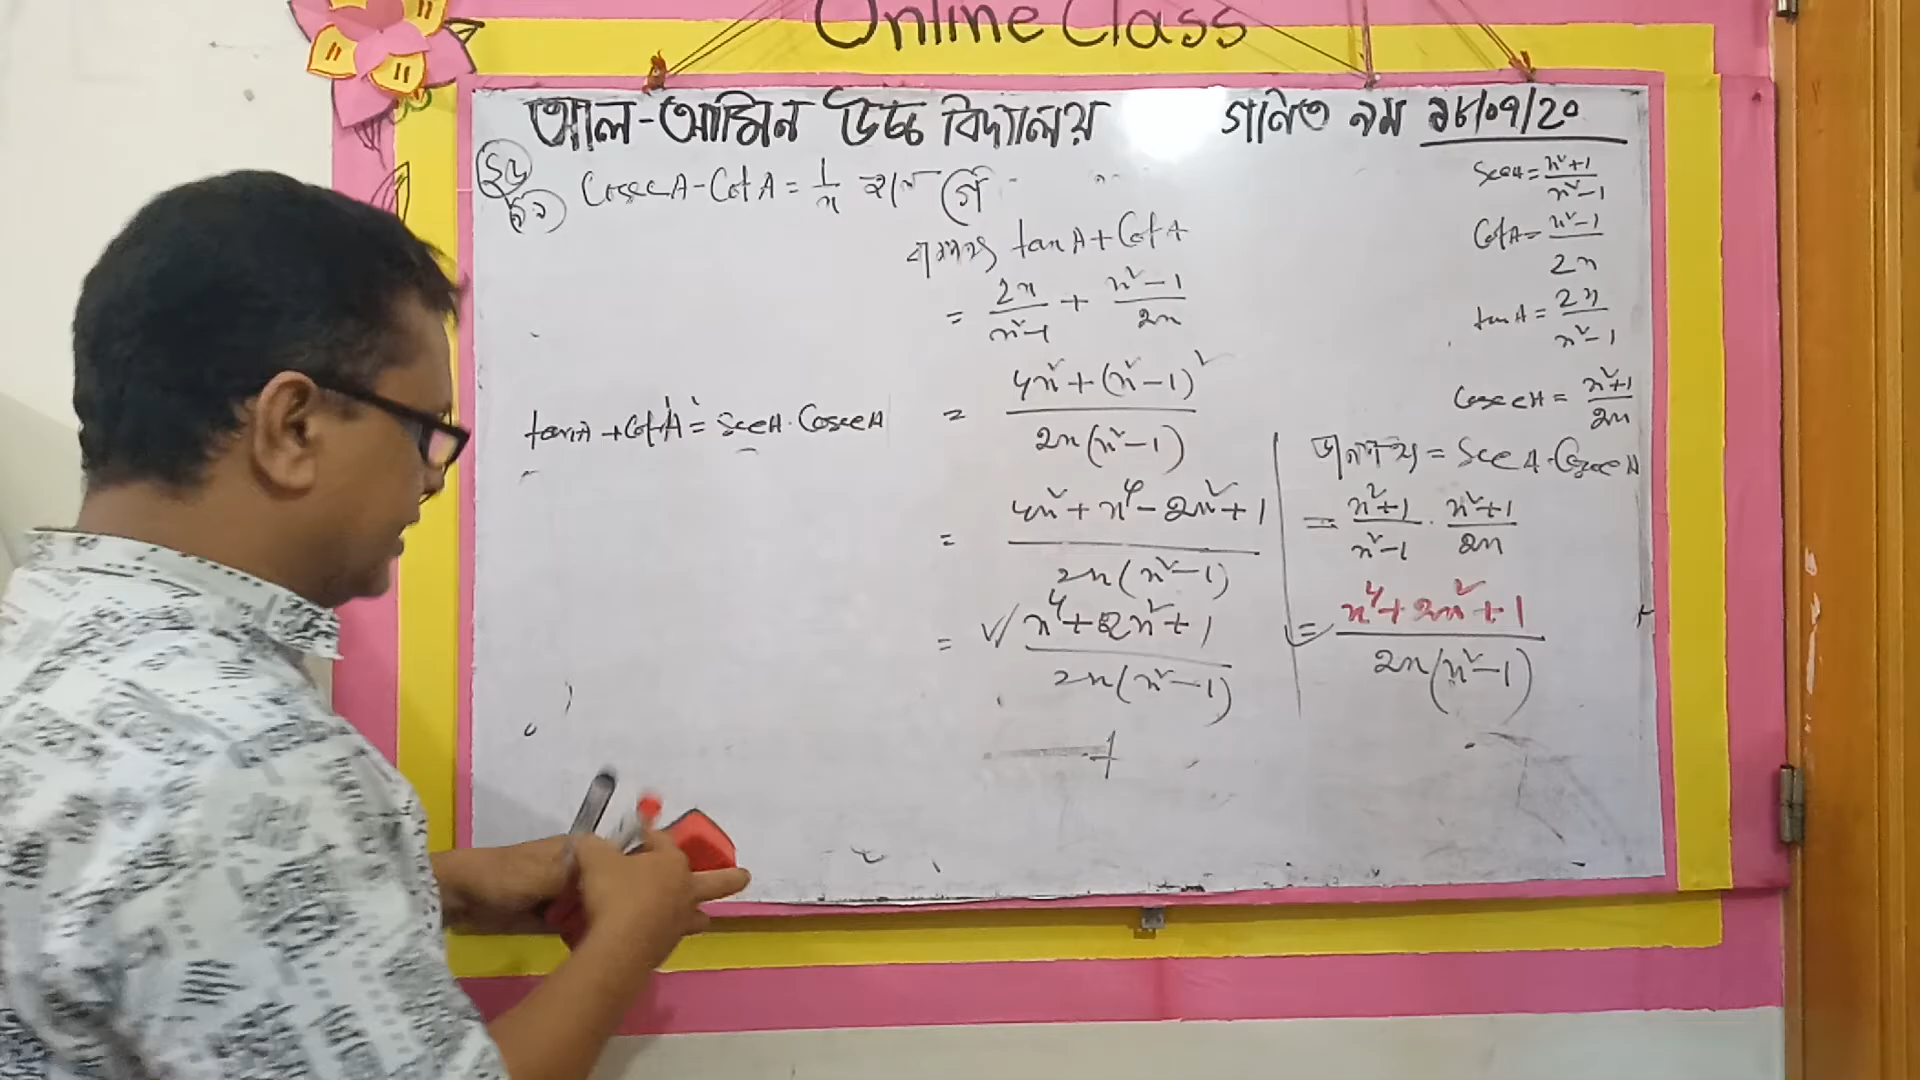 Online Class
আল-আমিন উচ্চ বিদ্যালয় গনিত ৯ম ১৮/০৭/২০
CosecA - CotA = 1/x হলে
বামপক্ষ tanA + CotA
= 2x/(x²-1) + (x²-1)/2x
= (4x² + (x²-1)²)/(2x(x²-1))
= (4x² + x⁴ - 2x² + 1)/(2x(x²-1))
= (x⁴ + 2x² + 1)/(2x(x²-1))
tanA + CotA = SecA . CosecA
SecA = (x²+1)/(x²-1)
CotA = (x²-1)/2x
tanA = 2x/(x²-1)
CosecA = (x²+1)/2x
ডানপক্ষ = SecA . CosecA
= (x²+1)/(x²-1) . (x²+1)/2x
= (x⁴ + 2x² + 1)/(2x(x²-1))